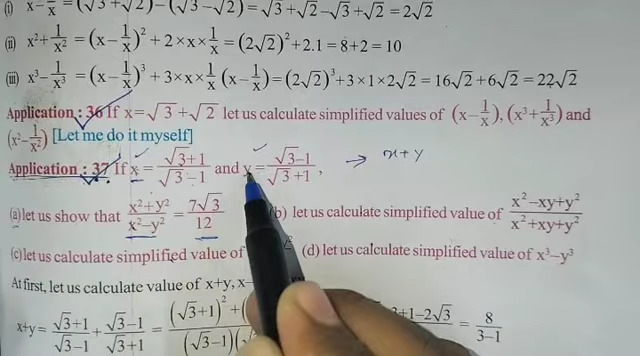 (i) x−1/x = (√3+√2)−(√3−√2)=√3+√2−√3+√2=2√2
(ii) x²+1/x² = (x−1/x)²+2×x×1/x=(2√2)²+2.1=8+2=10
(iii) x³−1/x³=(x−1/x)³+3×x×1/x(x−1/x)=(2√2)³+3×1×2√2=16√2+6√2=22√2
Application : 36 If x=√3+√2 let us calculate simplified values of (x−1/x), (x³+1/x³) and
(x²−1/x²) [Let me do it myself]
Application : 37 If x=(√3+1)/(√3−1) and y=(√3−1)/(√3+1), → x+y
(a) let us show that (x²+y²)/(x²−y²)=7√3/12 (b) let us calculate simplified value of (x²−xy+y²)/(x²+xy+y²)
(c) let us calculate simplified value of (d) let us calculate simplified value of x³−y³
At first, let us calculate value of x+y, x−
x+y=(√3+1)/(√3−1)+(√3−1)/(√3+1)=(√3+1)²+( (√3−1)( 3+1−2√3 =8/(3−1)